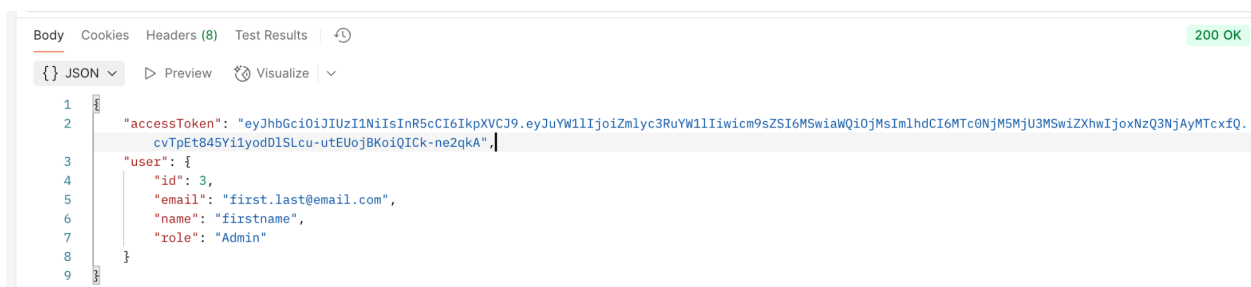 Body Cookies Headers (8) Test Results
200 OK
{} JSON Preview Visualize
1 {
2 "accessToken": "eyJhbGciOiJIUzI1NiIsInR5cCI6IkpXVCJ9.eyJuYW1lIjoiZmlyc3RuYW1lIiwicm9sZSI6MSwiaWQiOjMsImlhdCI6MTc0NjM5MjU3MSwiZXhwIjoxNzQ3NjAyMTcxfQ.
cvTpEt845Yi1yodDlSLcu-utEUojBKoiQICk-ne2qkA",
3 "user": {
4 "id": 3,
5 "email": "first.last@email.com",
6 "name": "firstname",
7 "role": "Admin"
8 }
9 }